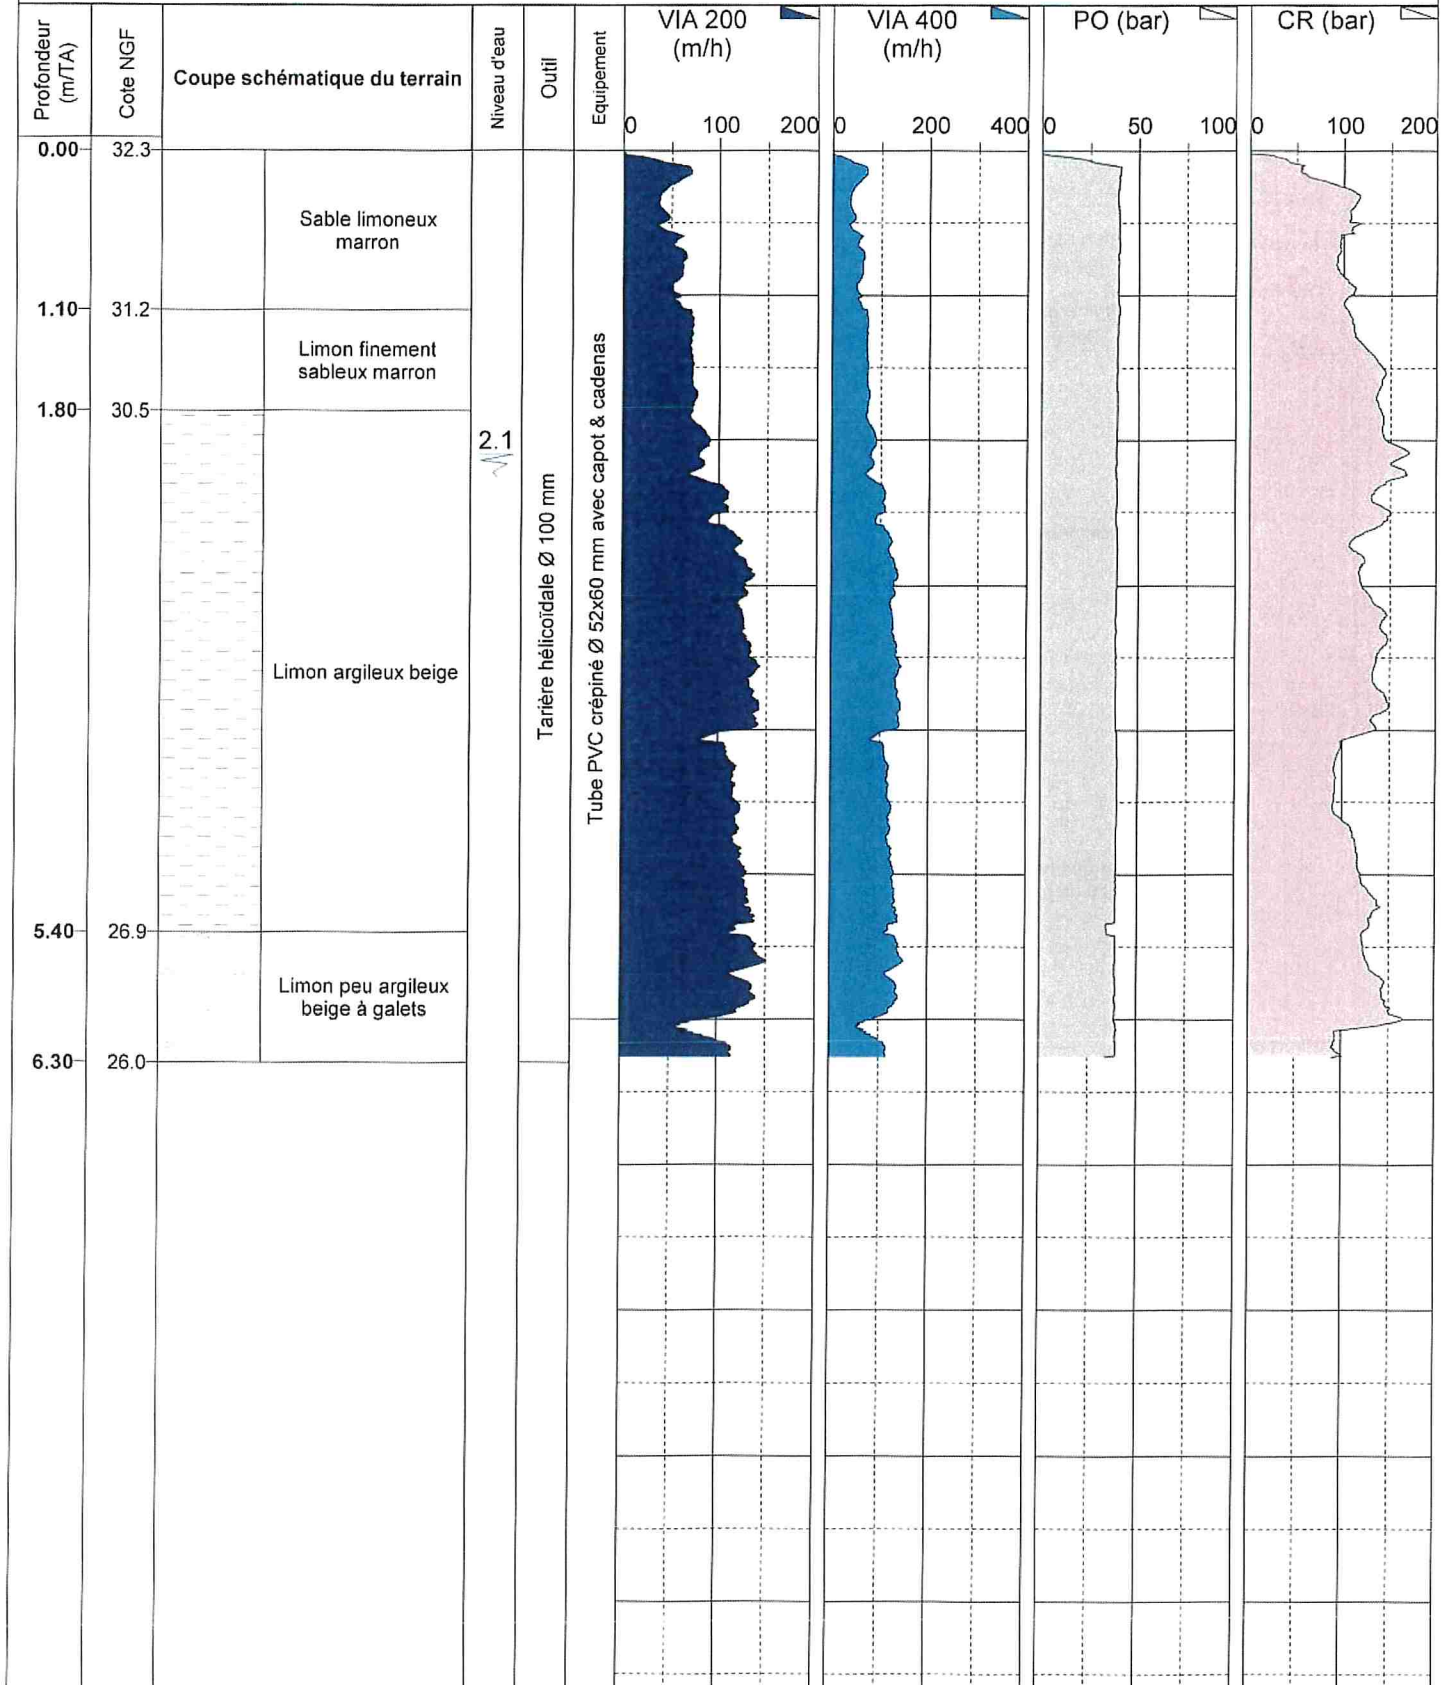 Profondeur
(m/TA)
Cote NGF
Coupe schématique du terrain
Niveau d'eau
Outil
Equipement
VIA 200
(m/h)
VIA 400
(m/h)
PO (bar)
CR (bar)
0 100 200
0 200 400
0 50 100
0 100 200
0.00 32.3
Sable limoneux
marron
1.10 31.2
Limon finement
sableux marron
1.80 30.5
2.1
Limon argileux beige
Tarière hélicoïdale Ø 100 mm
Tube PVC crépiné Ø 52x60 mm avec capot & cadenas
5.40 26.9
Limon peu argileux
beige à galets
6.30 26.0